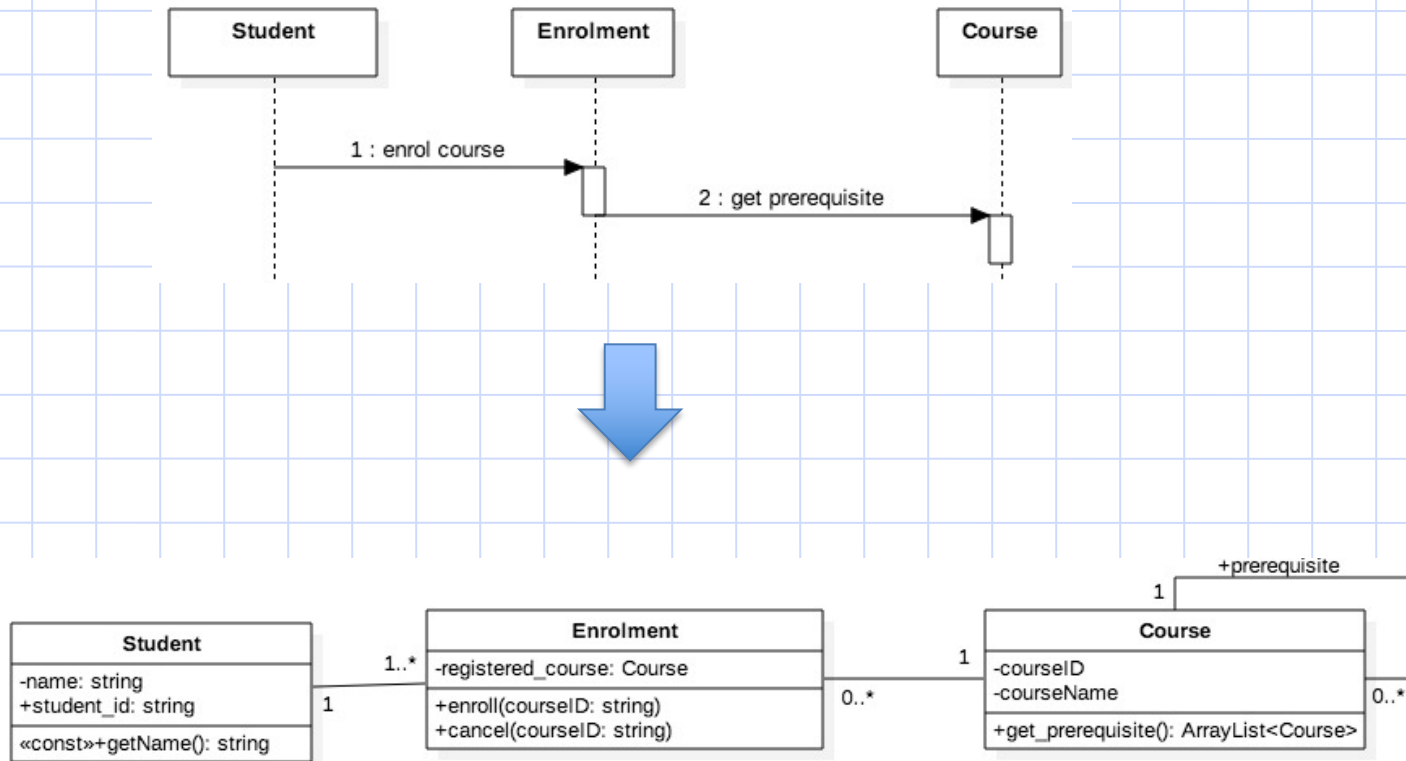 Student
Enrolment
Course
1 : enrol course
2 : get prerequisite
+prerequisite
1
Student
-name: string
+student_id: string
«const»+getName(): string
1..*
1
Enrolment
-registered_course: Course
+enroll(courseID: string)
+cancel(courseID: string)
1
0..*
Course
-courseID
-courseName
+get_prerequisite(): ArrayList<Course>
0..*